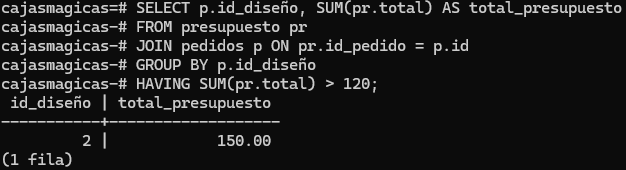 cajasmagicas=# SELECT p.id_diseño, SUM(pr.total) AS total_presupuesto
cajasmagicas-# FROM presupuesto pr
cajasmagicas-# JOIN pedidos p ON pr.id_pedido = p.id
cajasmagicas-# GROUP BY p.id_diseño
cajasmagicas-# HAVING SUM(pr.total) > 120;
 id_diseño | total_presupuesto
-----------+-------------------
         2 |            150.00
(1 fila)